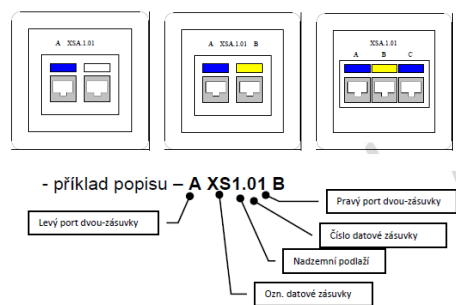 A XSA.1.01
A XSA.1.01 B
XSA.1.01
A B C
- příklad popisu – A XS1.01 B
Levý port dvou-zásuvky
Pravý port dvou-zásuvky
Číslo datové zásuvky
Nadzemní podlaží
Ozn. datové zásuvky